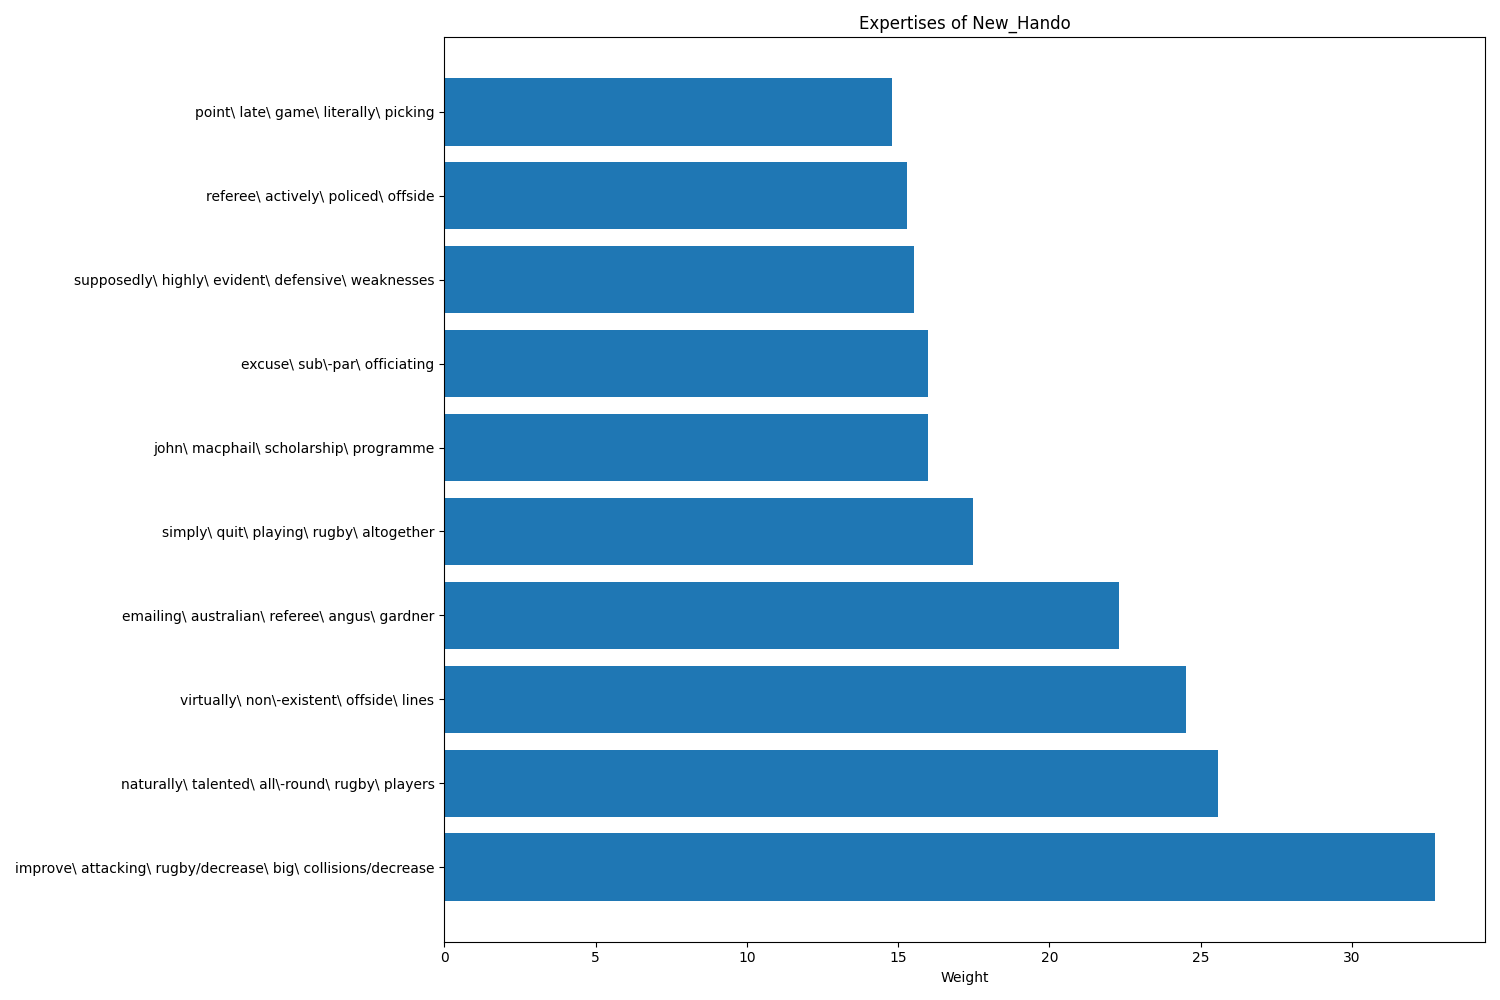 Expertises of New_Hando
point\ late\ game\ literally\ picking
referee\ actively\ policed\ offside
supposedly\ highly\ evident\ defensive\ weaknesses
excuse\ sub\-par\ officiating
john\ macphail\ scholarship\ programme
simply\ quit\ playing\ rugby\ altogether
emailing\ australian\ referee\ angus\ gardner
virtually\ non\-existent\ offside\ lines
naturally\ talented\ all\-round\ rugby\ players
improve\ attacking\ rugby/decrease\ big\ collisions/decrease
0 5 10 15 20 25 30
Weight